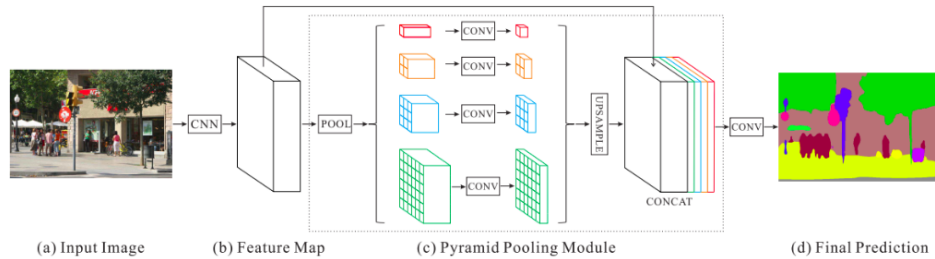 CNN
POOL
CONV
CONV
CONV
CONV
UPSAMPLE
CONCAT
CONV
(a) Input Image
(b) Feature Map
(c) Pyramid Pooling Module
(d) Final Prediction